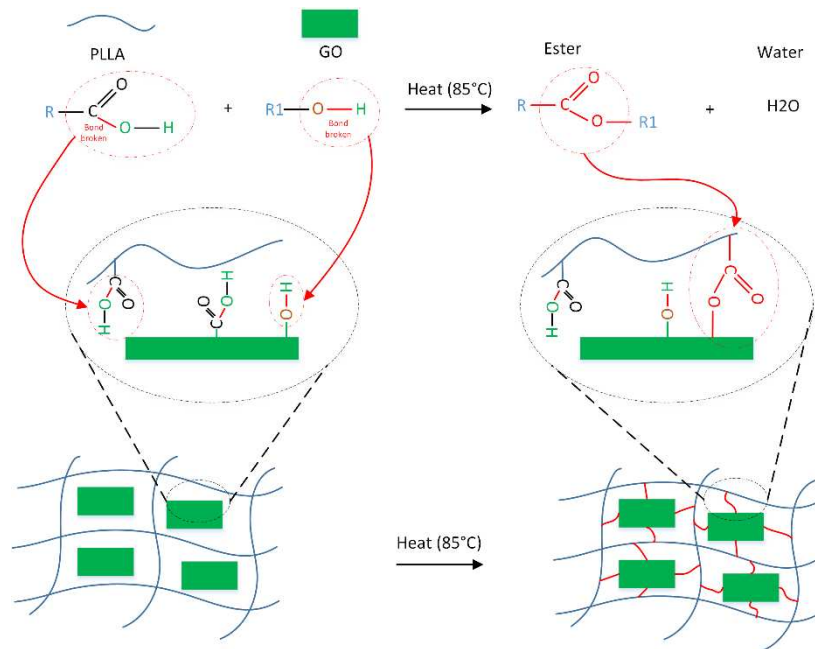 PLLA
GO
Ester
Water
O
R
C
O
H
Bond
broken
+
R1
O
H
Bond
broken
Heat (85°C)
O
R
C
O
R1
+
H2O
C
O
O
H
H
O
C
O
H
O
C
O
O
H
H
O
C
O
O
Heat (85°C)